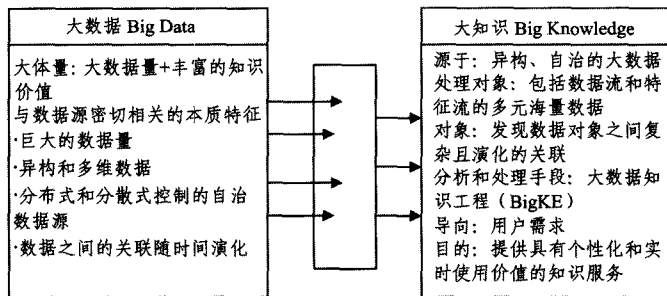 大数据 Big Data
大体量：大数据量+丰富的知识
价值
与数据源密切相关的本质特征
·巨大的数据量
·异构和多维数据
·分布式和分散式控制的自治
数据源
·数据之间的关联随时间演化
大知识 Big Knowledge
源于：异构、自治的大数据
处理对象：包括数据流和特
征流的多元海量数据
对象：发现数据对象之间复
杂且演化的关联
分析和处理手段：大数据知
识工程（BigKE）
导向：用户需求
目的：提供具有个性化和实
时使用价值的知识服务